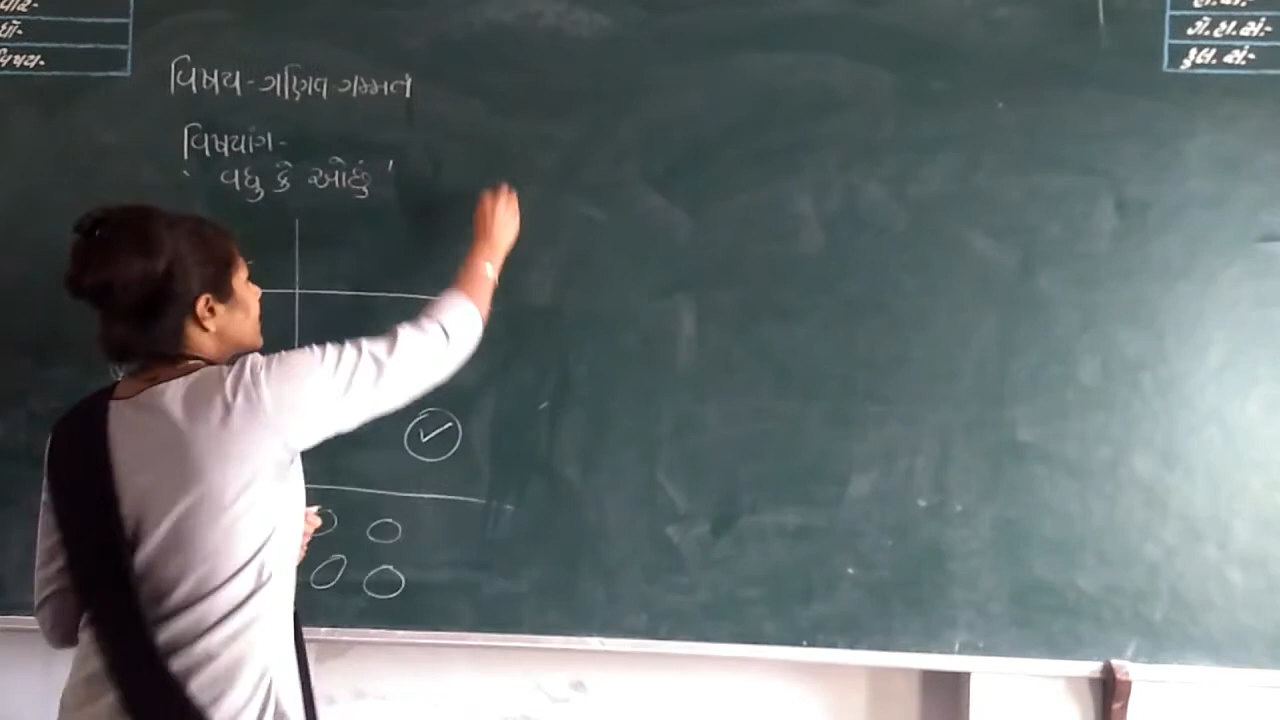 વાર-
વિષય-
ગે.હા.સં.-
કુલ.સં.-
વિષય-ગણિત-ગમ્મત
વિષયાંગ-
' વધુ કે ઓછું '